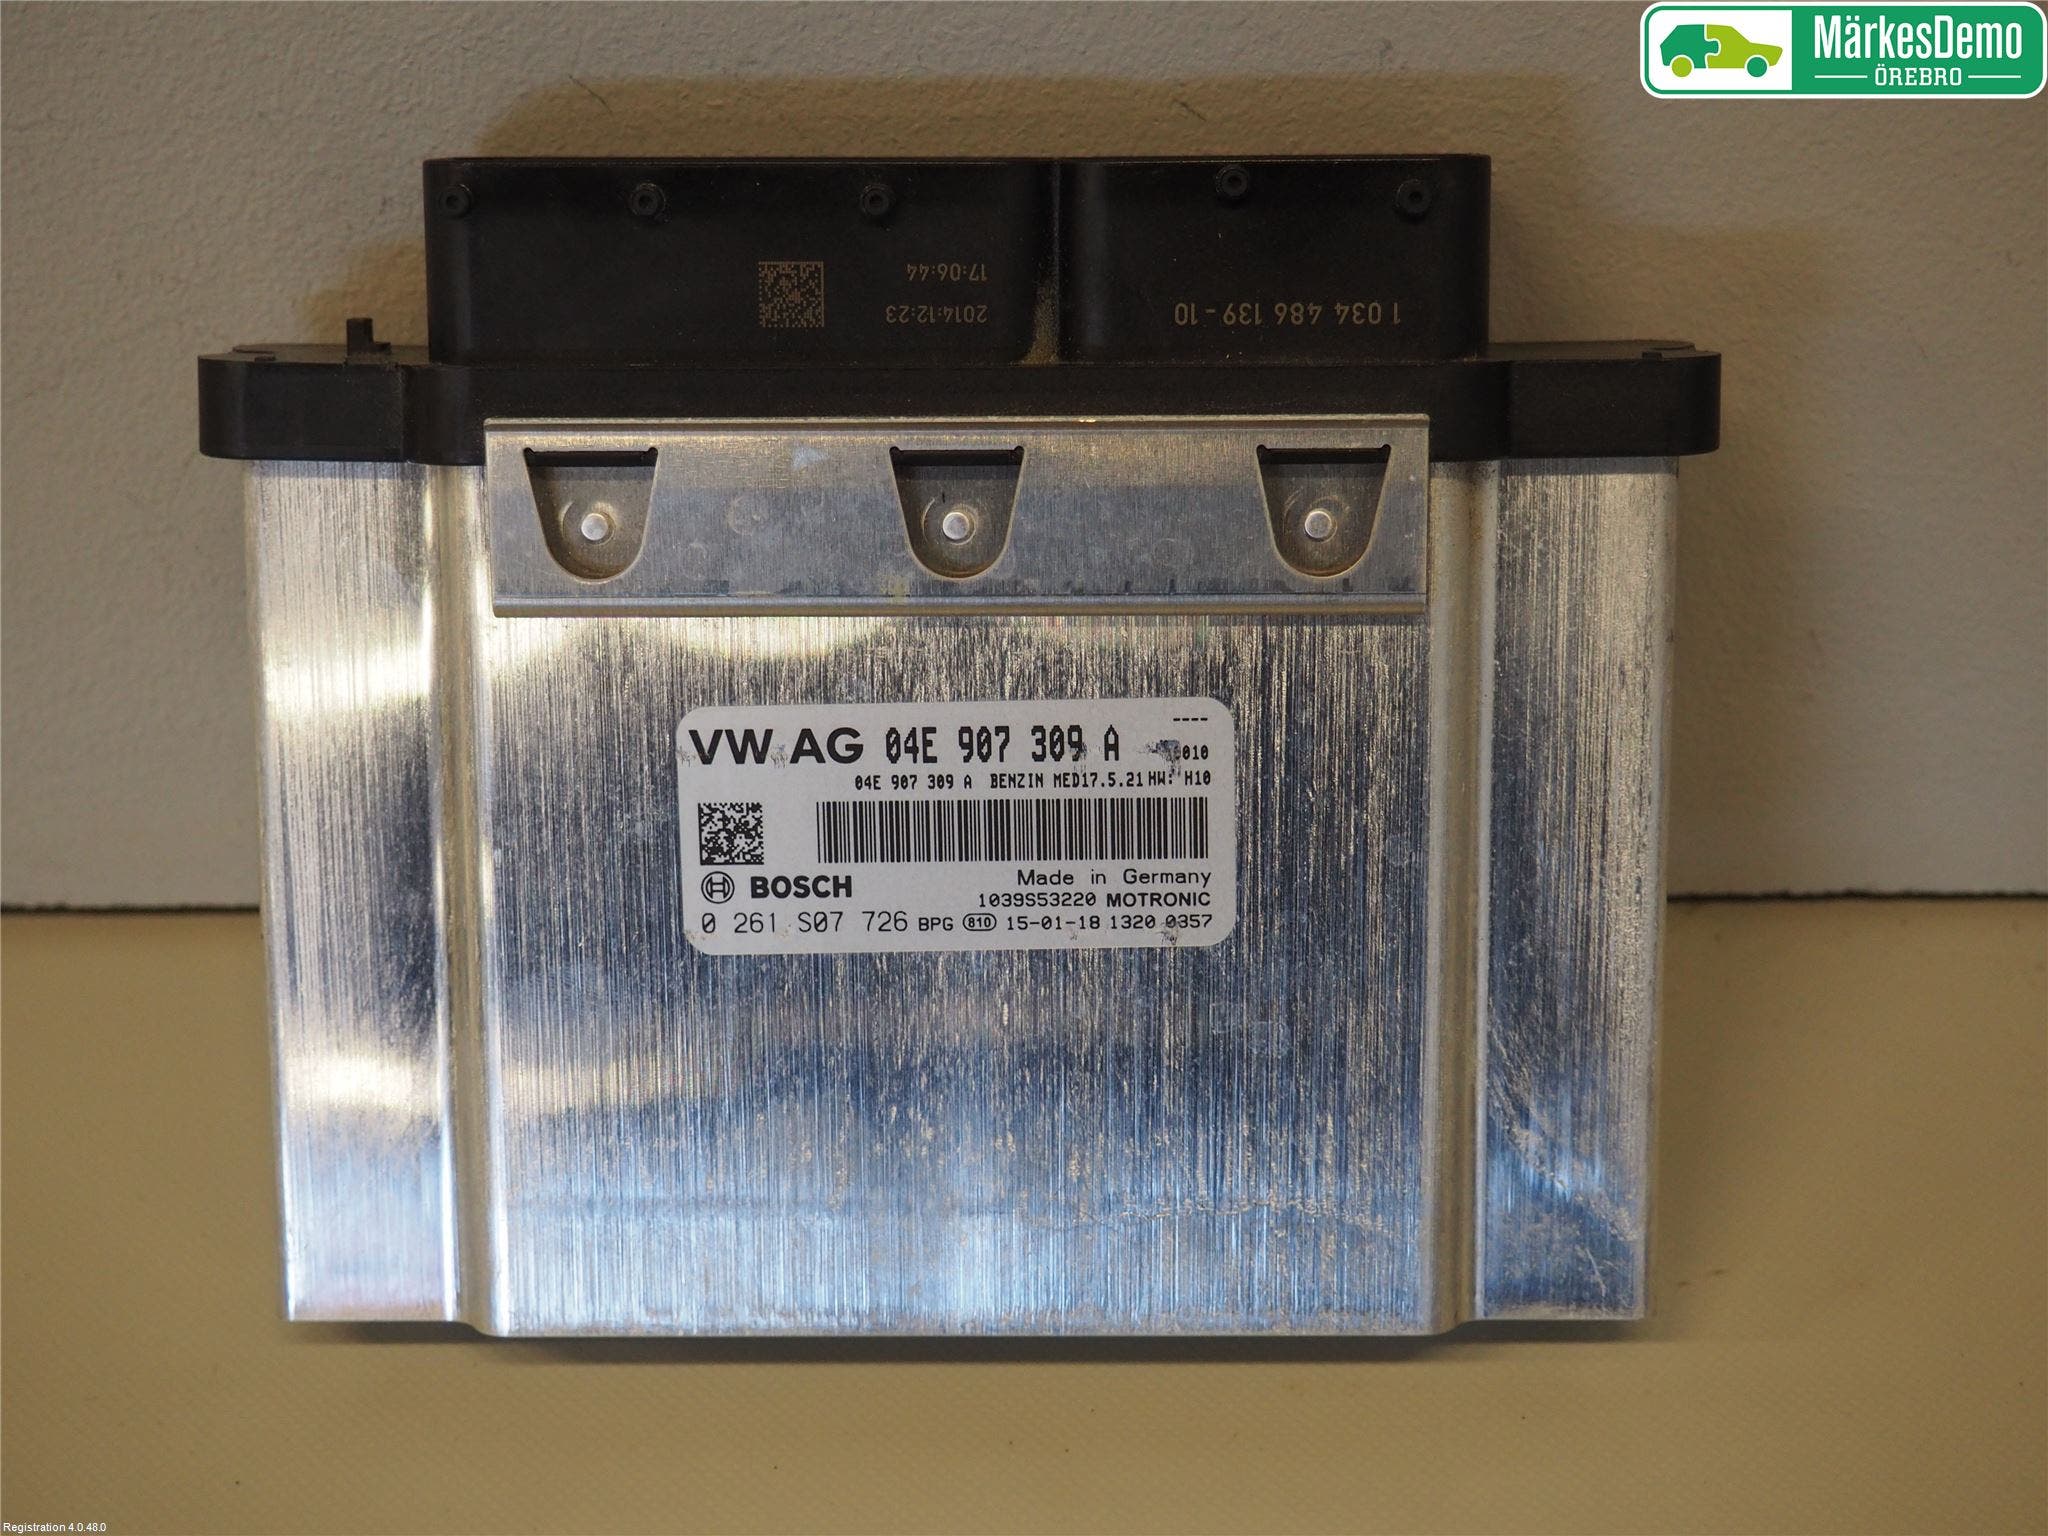 MärkesDemo
ÖREBRO
17:06:44
2014:12:23
1 034 486 139-10
----
VW AG 04E 907 309 A
04E 907 309 A BENZIN MED17.5.21 HW: H10
BOSCH
Made in Germany
1039S53220 MOTRONIC
0 261 S07 726 BPG 810 15-01-18 1320 0357
Registration 4.0.48.0